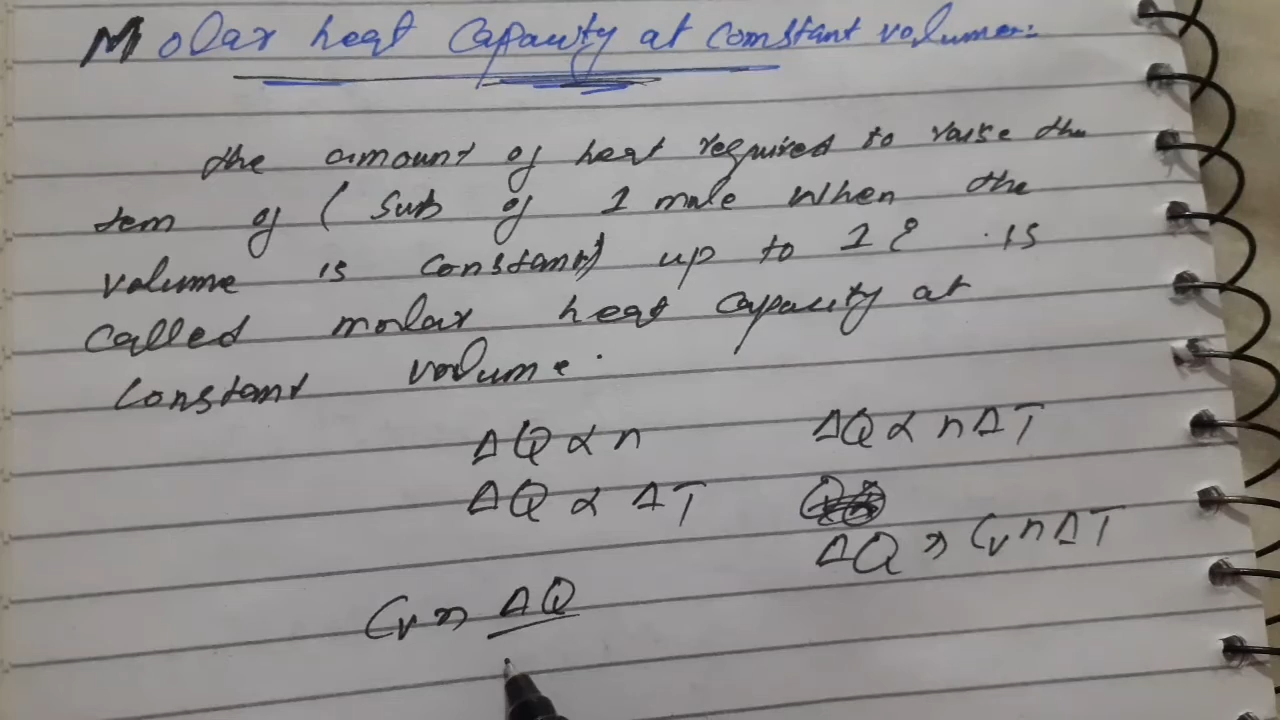 Molar heat Capacity at constant volume:
the amount of heat required to raise the
tem of ( Sub of 1 mole when the
volume is constant) up to 1 is
called molar heat capacity at
constant volume.
ΔQ ∝ n ΔQ ∝ nΔT
ΔQ ∝ ΔT
ΔQ = CvnΔT
Cv = ΔQ